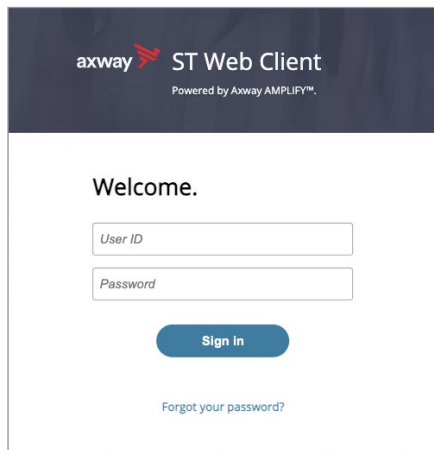 axway ST Web Client
Powered by Axway AMPLIFY™.
Welcome.
User ID
Password
Sign in
Forgot your password?